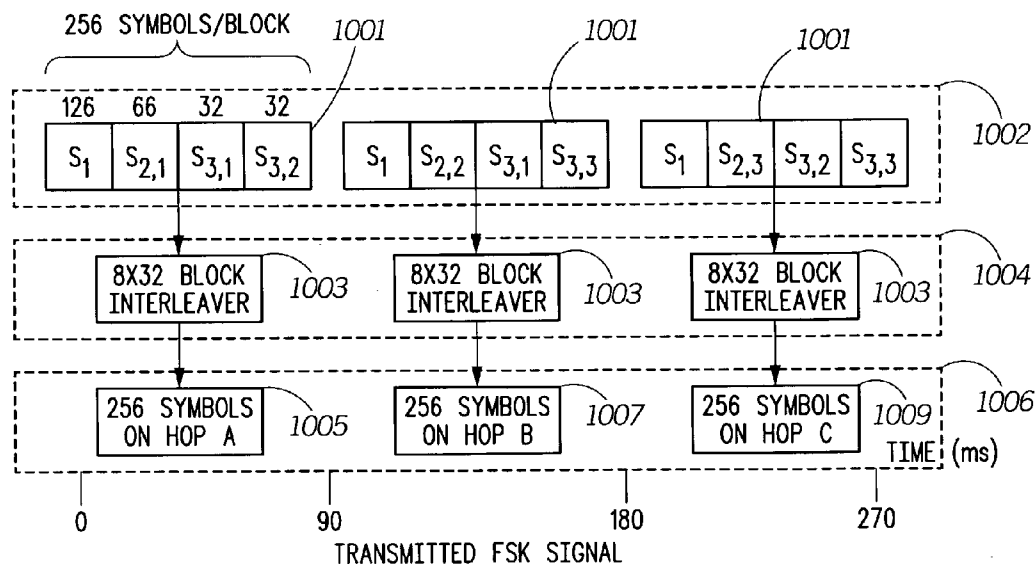 256 SYMBOLS/BLOCK
1001
1001
1001
1002
126 66 32 32
S1 S2,1 S3,1 S3,2
S1 S2,2 S3,1 S3,3
S1 S2,3 S3,2 S3,3
8X32 BLOCK
INTERLEAVER
1003
8X32 BLOCK
INTERLEAVER
1003
8X32 BLOCK
INTERLEAVER
1003
1004
256 SYMBOLS
ON HOP A
1005
256 SYMBOLS
ON HOP B
1007
256 SYMBOLS
ON HOP C
1009
1006
TIME (ms)
0 90 180 270
TRANSMITTED FSK SIGNAL